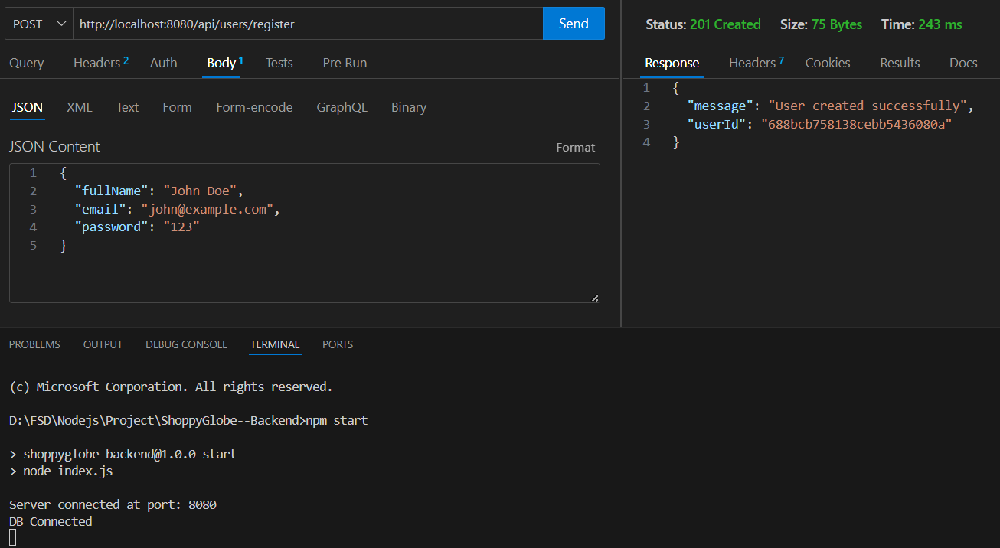 POST http://localhost:8080/api/users/register Send
Query Headers 2 Auth Body 1 Tests Pre Run
JSON XML Text Form Form-encode GraphQL Binary
JSON Content Format
1 {
2 "fullName": "John Doe",
3 "email": "john@example.com",
4 "password": "123"
5 }
Status: 201 Created Size: 75 Bytes Time: 243 ms
Response Headers 7 Cookies Results Docs
1 {
2 "message": "User created successfully",
3 "userId": "688bcb758138cebb5436080a"
4 }
PROBLEMS OUTPUT DEBUG CONSOLE TERMINAL PORTS
(c) Microsoft Corporation. All rights reserved.
D:\FSD\Nodejs\Project\ShoppyGlobe--Backend>npm start
> shoppyglobe-backend@1.0.0 start
> node index.js
Server connected at port: 8080
DB Connected